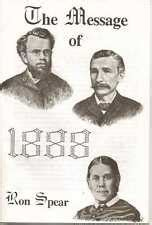 The Message
of
1888
Ron Spear